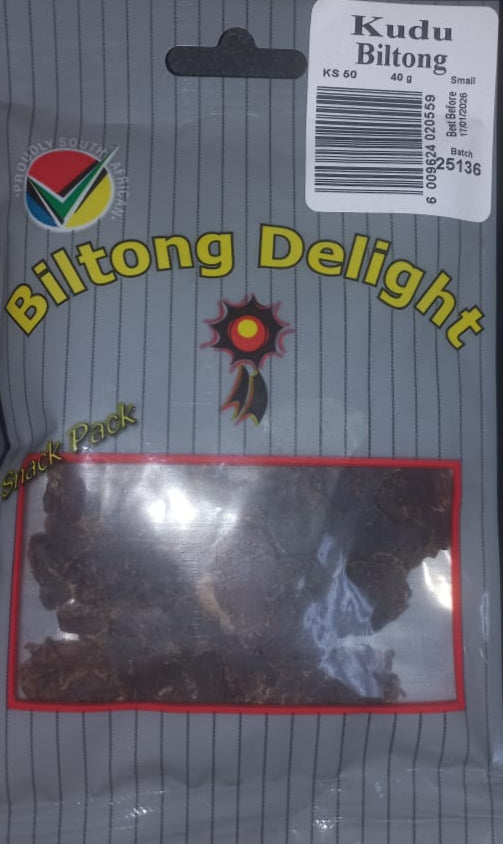 Kudu
Biltong
KS 50 40 g Small
6 009624 020559
Best Before
17/01/2026
Batch
25136
·PROUDLY SOUTH AFRICAN·
Biltong Delight
Snack Pack